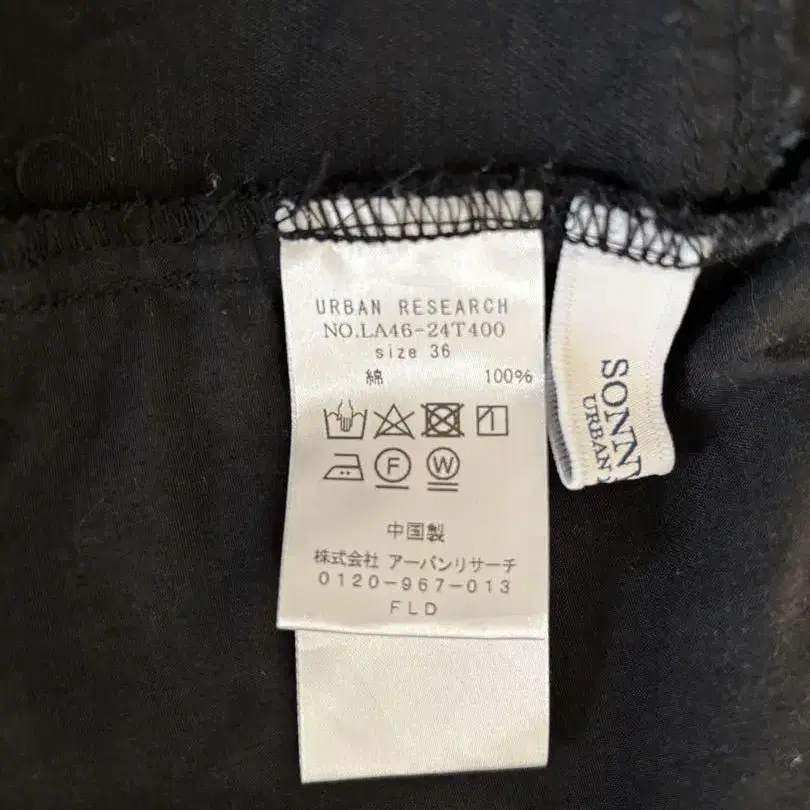 URBAN RESEARCH
NO.LA46-24T400
size 36
綿 100%
F W
中国製
株式会社 アーバンリサーチ
0120-967-013
FLD
SONN
URBAN